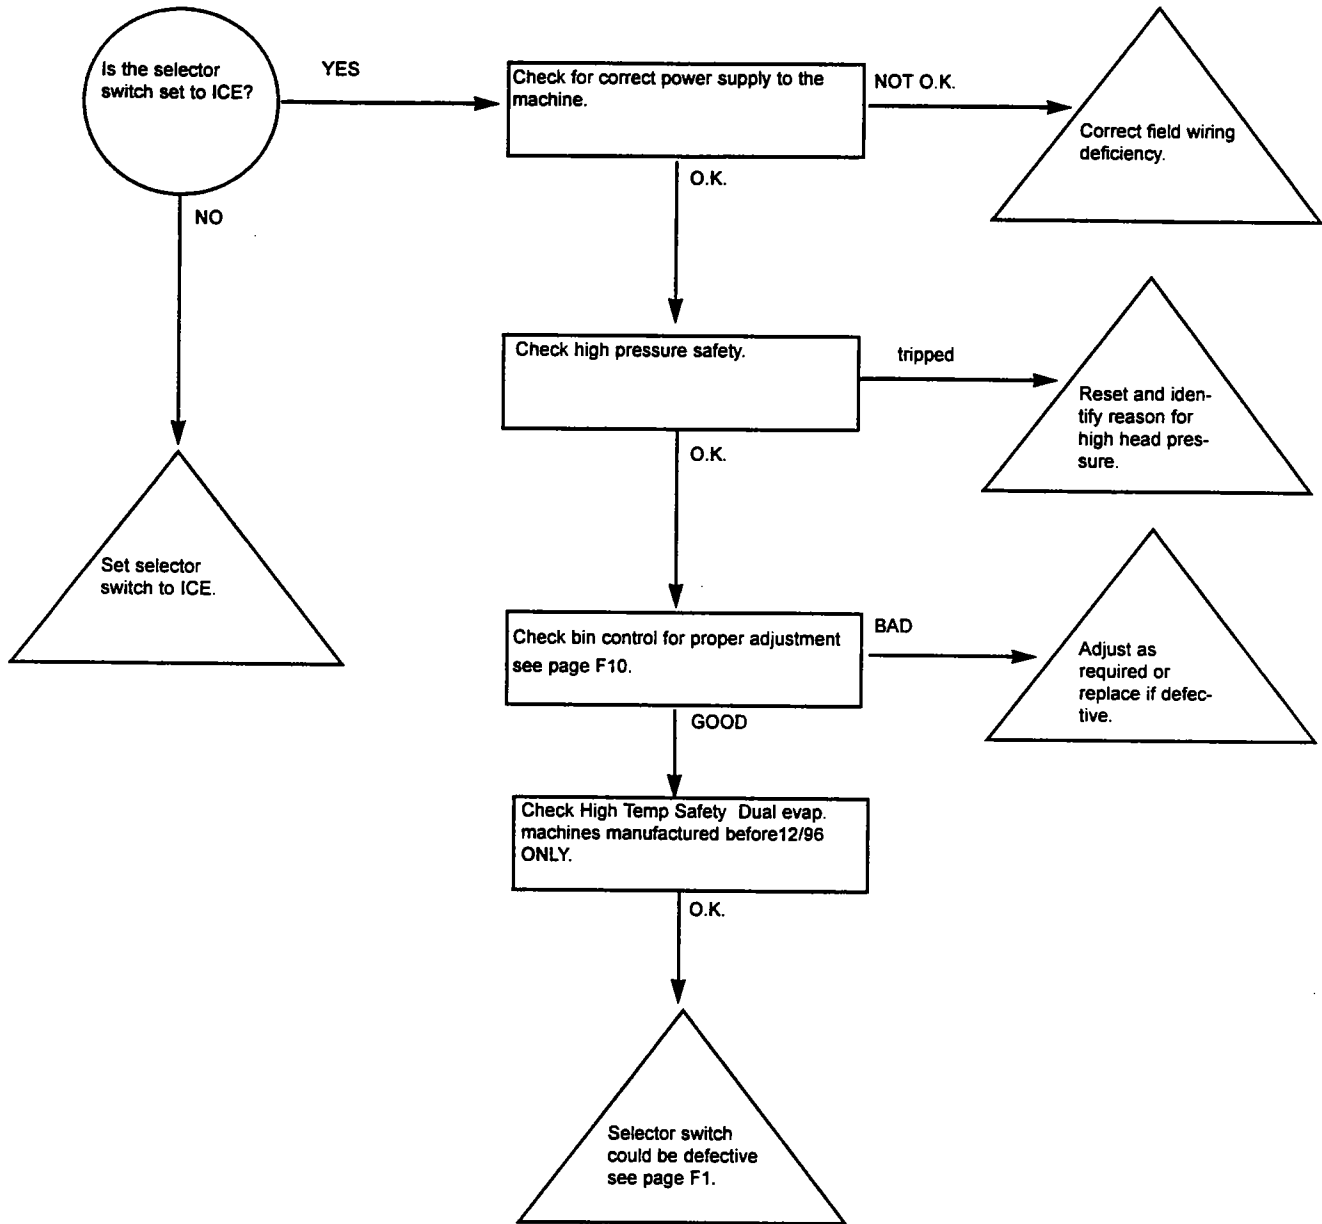 Is the selector
switch set to ICE?
YES
Check for correct power supply to the
machine.
NOT O.K.
Correct field wiring
deficiency.
O.K.
NO
Check high pressure safety.
tripped
Reset and iden-
tify reason for
high head pres-
sure.
O.K.
Set selector
switch to ICE.
Check bin control for proper adjustment
see page F10.
BAD
Adjust as
required or
replace if defec-
tive.
GOOD
Check High Temp Safety Dual evap.
machines manufactured before12/96
ONLY.
O.K.
Selector switch
could be defective
see page F1.